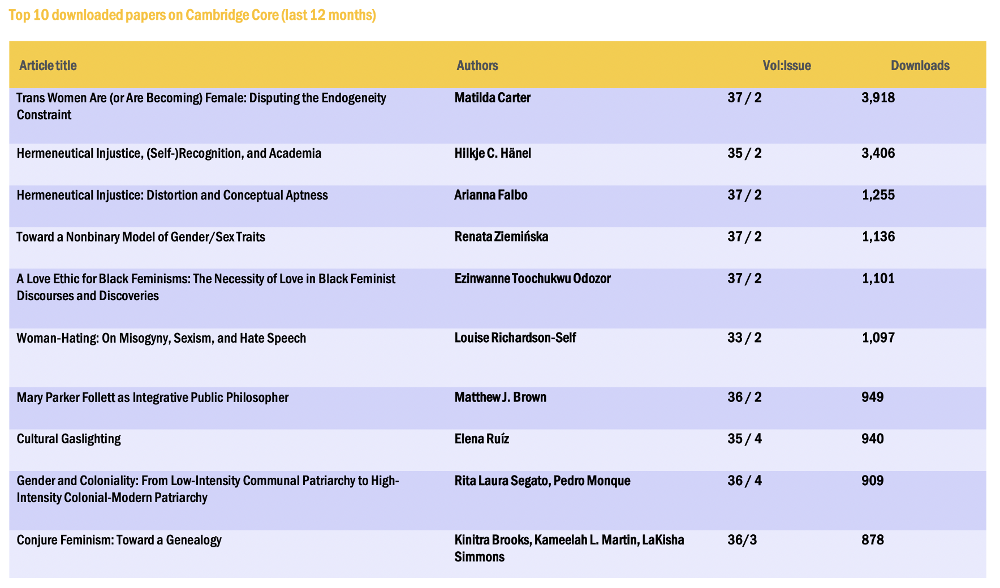 Top 10 downloaded papers on Cambridge Core (last 12 months)
Article title Authors Vol:Issue Downloads
Trans Women Are (or Are Becoming) Female: Disputing the Endogeneity Matilda Carter 37 / 2 3,918
Constraint
Hermeneutical Injustice, (Self-)Recognition, and Academia Hilkje C. Hänel 35 / 2 3,406
Hermeneutical Injustice: Distortion and Conceptual Aptness Arianna Falbo 37 / 2 1,255
Toward a Nonbinary Model of Gender/Sex Traits Renata Ziemińska 37 / 2 1,136
A Love Ethic for Black Feminisms: The Necessity of Love in Black Feminist Ezinwanne Toochukwu Odozor 37 / 2 1,101
Discourses and Discoveries
Woman-Hating: On Misogyny, Sexism, and Hate Speech Louise Richardson-Self 33 / 2 1,097
Mary Parker Follett as Integrative Public Philosopher Matthew J. Brown 36 / 2 949
Cultural Gaslighting Elena Ruíz 35 / 4 940
Gender and Coloniality: From Low-Intensity Communal Patriarchy to High- Rita Laura Segato, Pedro Monque 36 / 4 909
Intensity Colonial-Modern Patriarchy
Conjure Feminism: Toward a Genealogy Kinitra Brooks, Kameelah L. Martin, LaKisha 36/3 878
Simmons